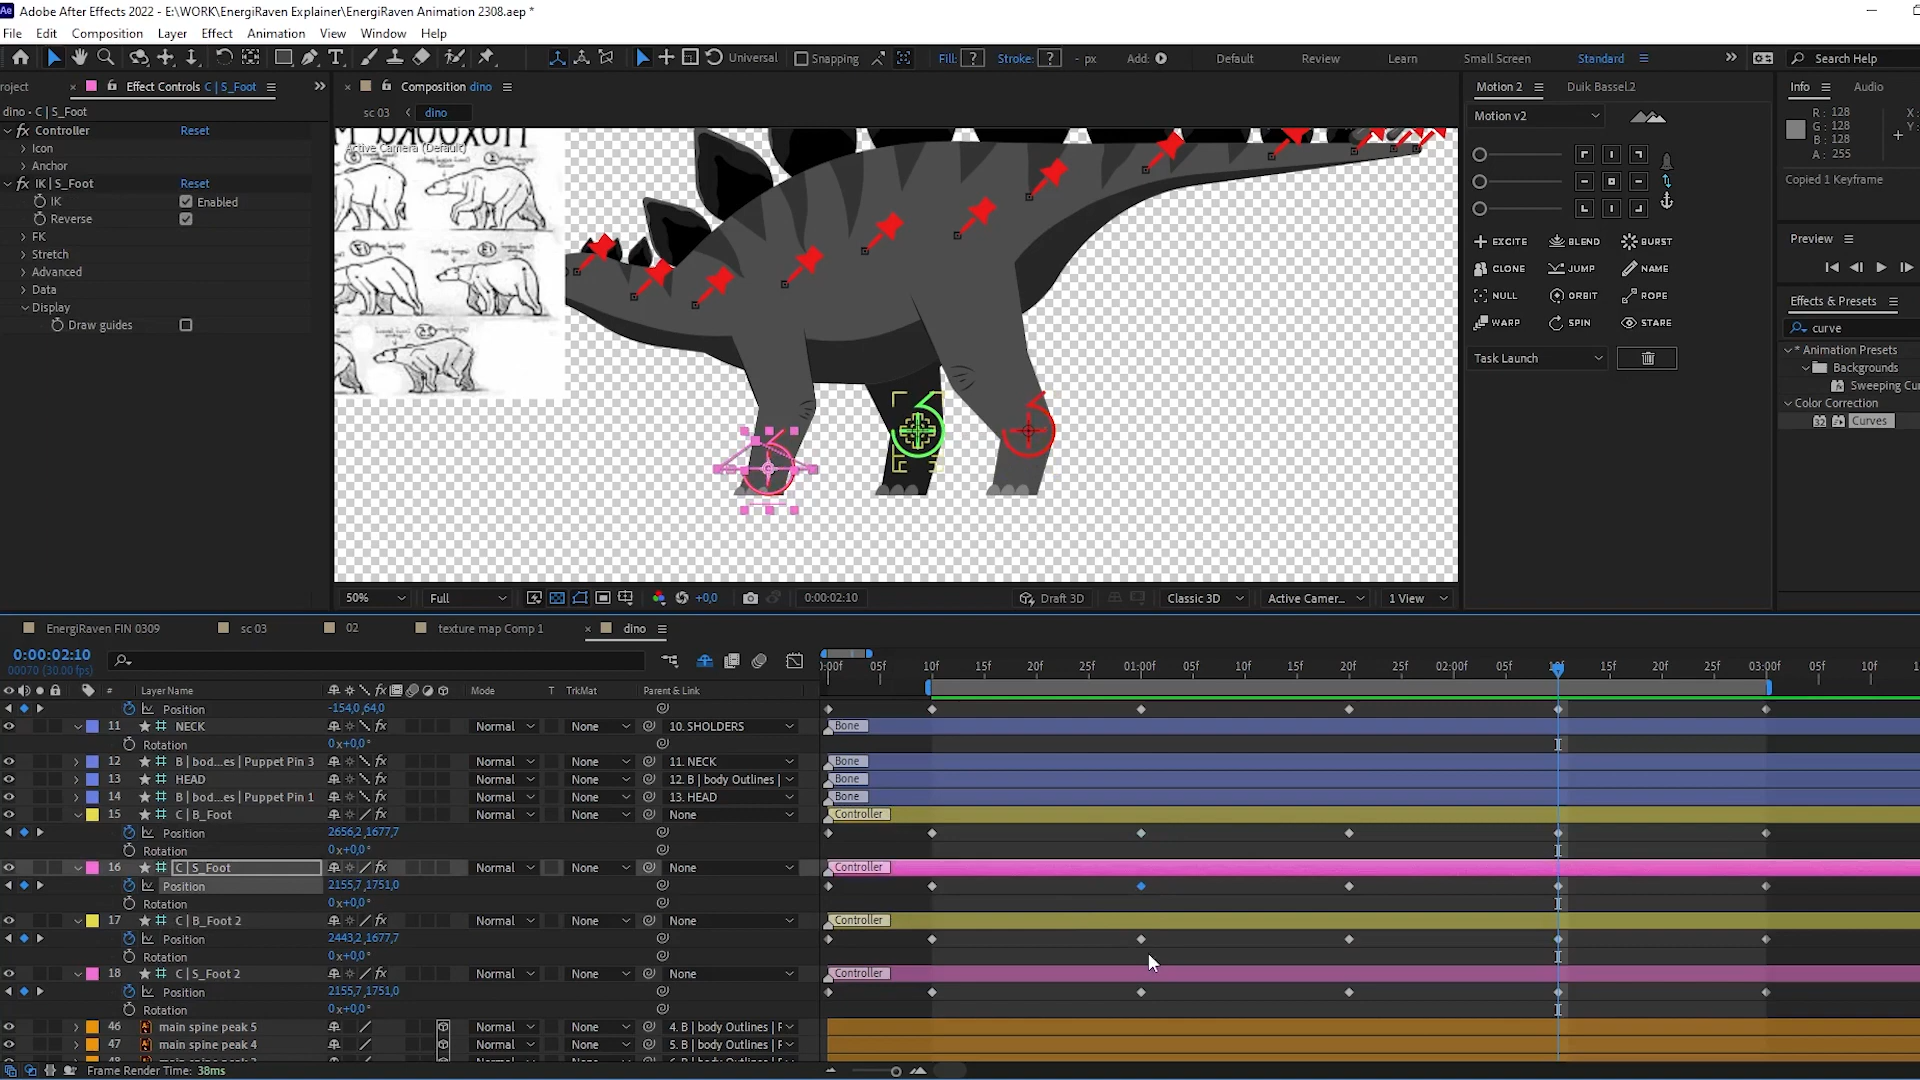 Ae Adobe After Effects 2022 - E:\WORK\EnergiRaven Explainer\EnergiRaven Animation 2308.aep *
File Edit Composition Layer Effect Animation View Window Help
Universal Snapping Fill: ? Stroke: ? - px Add: Default Review Learn Small Screen Standard Search Help
roject × Effect Controls C | S_Foot × Composition dino Motion 2 Duik Bassel.2 Info Audio
dino • C | S_Foot
sc 03 dino
Motion v2
R: 128
G: 128
B: 128
A: 255
X:
Y:
fx Controller Reset
Icon
Anchor
fx IK | S_Foot Reset
IK Enabled
Reverse
FK
Stretch
Advanced
Data
Display
Draw guides
Active Camera (Default)
Copied 1 Keyframe
Preview
EXCITE BLEND BURST
CLONE JUMP NAME
NULL ORBIT ROPE
WARP SPIN STARE
Task Launch
Effects & Presets
curve
* Animation Presets
Backgrounds
Sweeping Cu
Color Correction
32 Curves
50% Full +0,0 0:00:02:10 Draft 3D Classic 3D Active Camer... 1 View
EnergiRaven FIN 0309 sc 03 02 texture map Comp 1 × dino
0:00:02:10
00070 (30.00 fps)
):00f 05f 10f 15f 20f 25f 01:00f 05f 10f 15f 20f 25f 02:00f 05f 10f 15f 20f 25f 03:00f 05f 10f
# Layer Name Mode T TrkMat Parent & Link
Position -154,0,64,0
11 NECK Normal None 10. SHOLDERS Bone
Rotation 0x+0,0°
12 B | bod...es | Puppet Pin 3 Normal None 11. NECK Bone
13 HEAD Normal None 12. B | body Outlines | Bone
14 B | bod...es | Puppet Pin 1 Normal None 13. HEAD Bone
15 C | B_Foot Normal None None Controller
Position 2656,2,1677,7
Rotation 0x+0,0°
16 C | S_Foot Normal None None Controller
Position 2155,7,1751,0
Rotation 0x+0,0°
17 C | B_Foot 2 Normal None None Controller
Position 2443,2,1677,7
Rotation 0x+0,0°
18 C | S_Foot 2 Normal None None Controller
Position 2155,7,1751,0
Rotation 0x+0,0°
46 main spine peak 5 Normal None 4. B | body Outlines | F
47 main spine peak 4 Normal None 5. B | body Outlines | F
Frame Render Time: 38ms